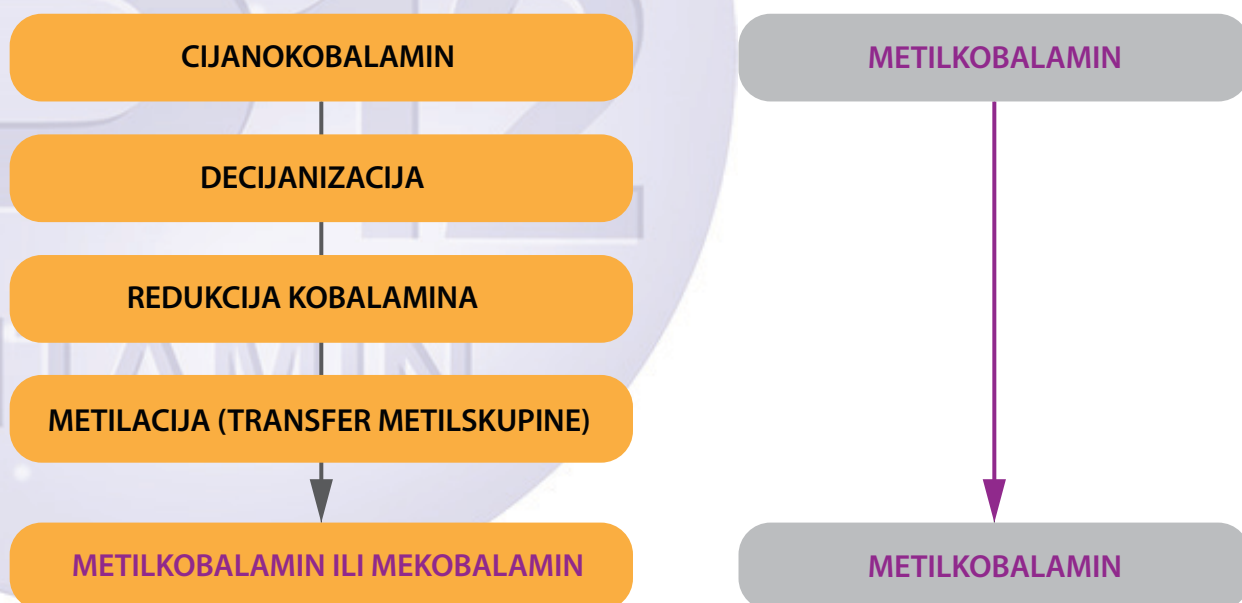 CIJANOKOBALAMIN
DECIJANIZACIJA
REDUKCIJA KOBALAMINA
METILACIJA (TRANSFER METILSKUPINE)
METILKOBALAMIN ILI MEKOBALAMIN
METILKOBALAMIN
METILKOBALAMIN